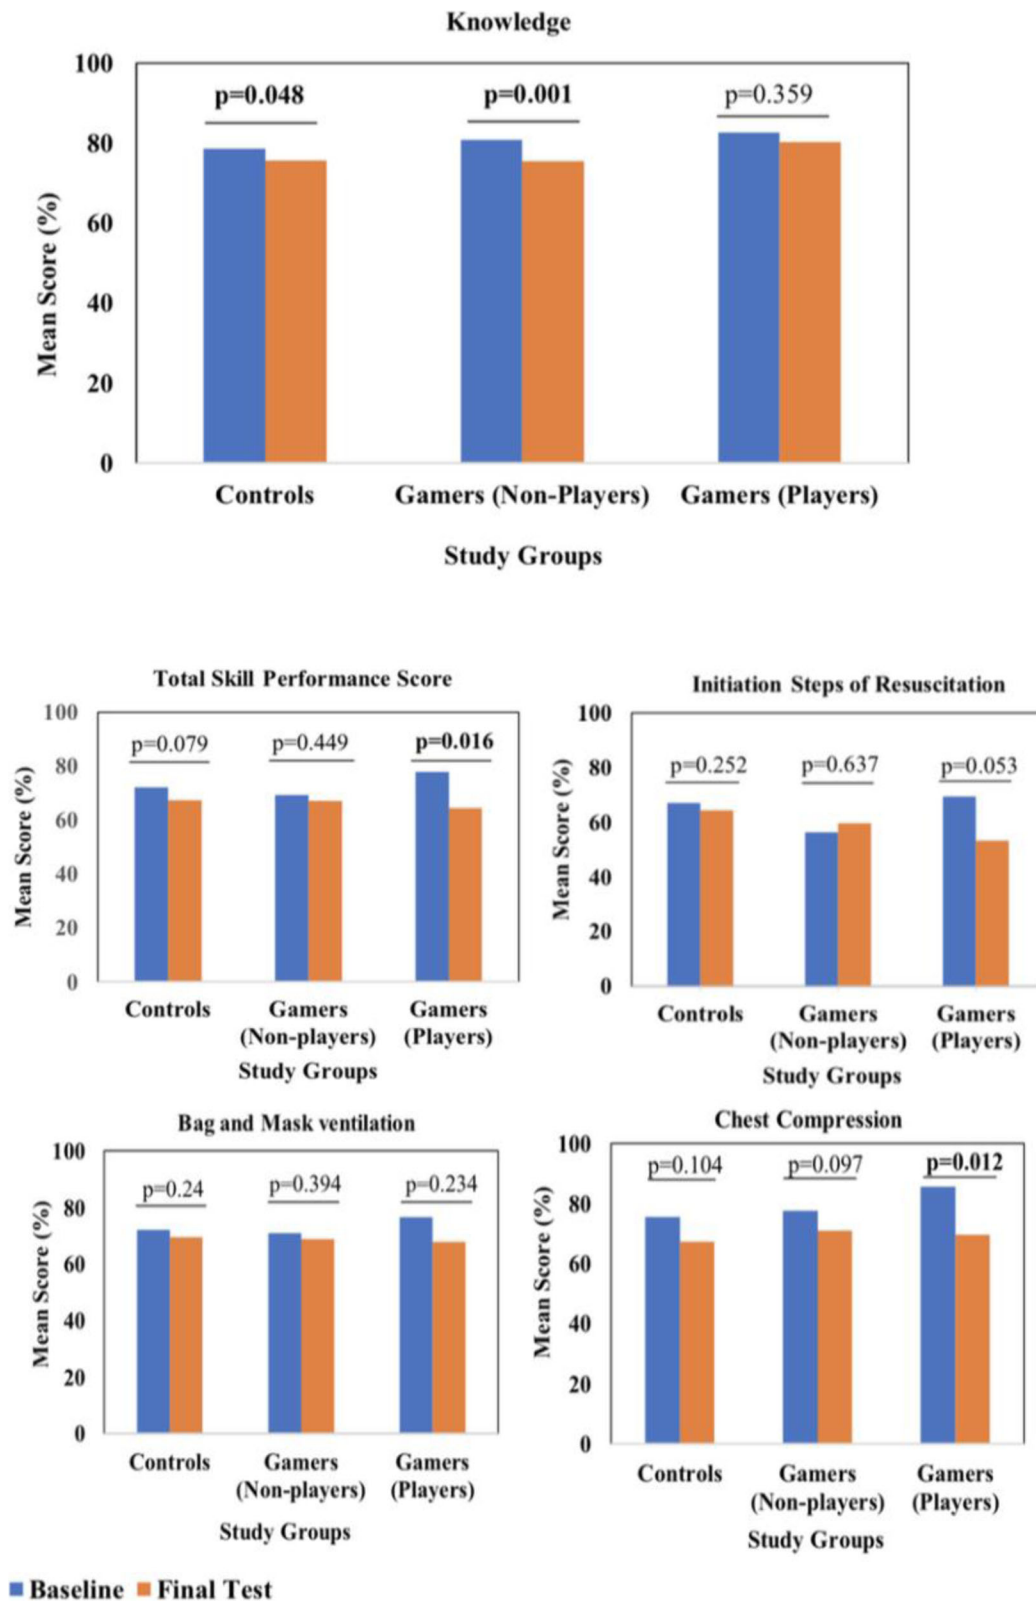 Knowledge
100
80
60
40
20
0
Mean Score (%)
p=0.048
p=0.001
p=0.359
Controls
Gamers (Non-Players)
Gamers (Players)
Study Groups
Total Skill Performance Score
100
80
60
40
20
0
Mean Score (%)
p=0.079
p=0.449
p=0.016
Controls
Gamers
(Non-players)
Gamers
(Players)
Study Groups
Initiation Steps of Resuscitation
100
80
60
40
20
0
Mean Score (%)
p=0.252
p=0.637
p=0.053
Controls
Gamers
(Non-players)
Gamers
(Players)
Study Groups
Bag and Mask ventilation
100
80
60
40
20
0
Mean Score (%)
p=0.24
p=0.394
p=0.234
Controls
Gamers
(Non-players)
Gamers
(Players)
Study Groups
Chest Compression
100
80
60
40
20
0
Mean Score (%)
p=0.104
p=0.097
p=0.012
Controls
Gamers
(Non-players)
Gamers
(Players)
Study Groups
Baseline
Final Test